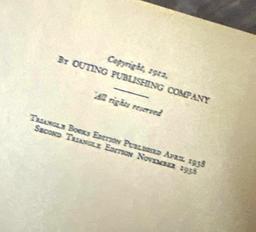 Copyright, 1912,
By OUTING PUBLISHING COMPANY
All rights reserved
Triangle Books Edition Published April 1938
Second Triangle Edition November 1938